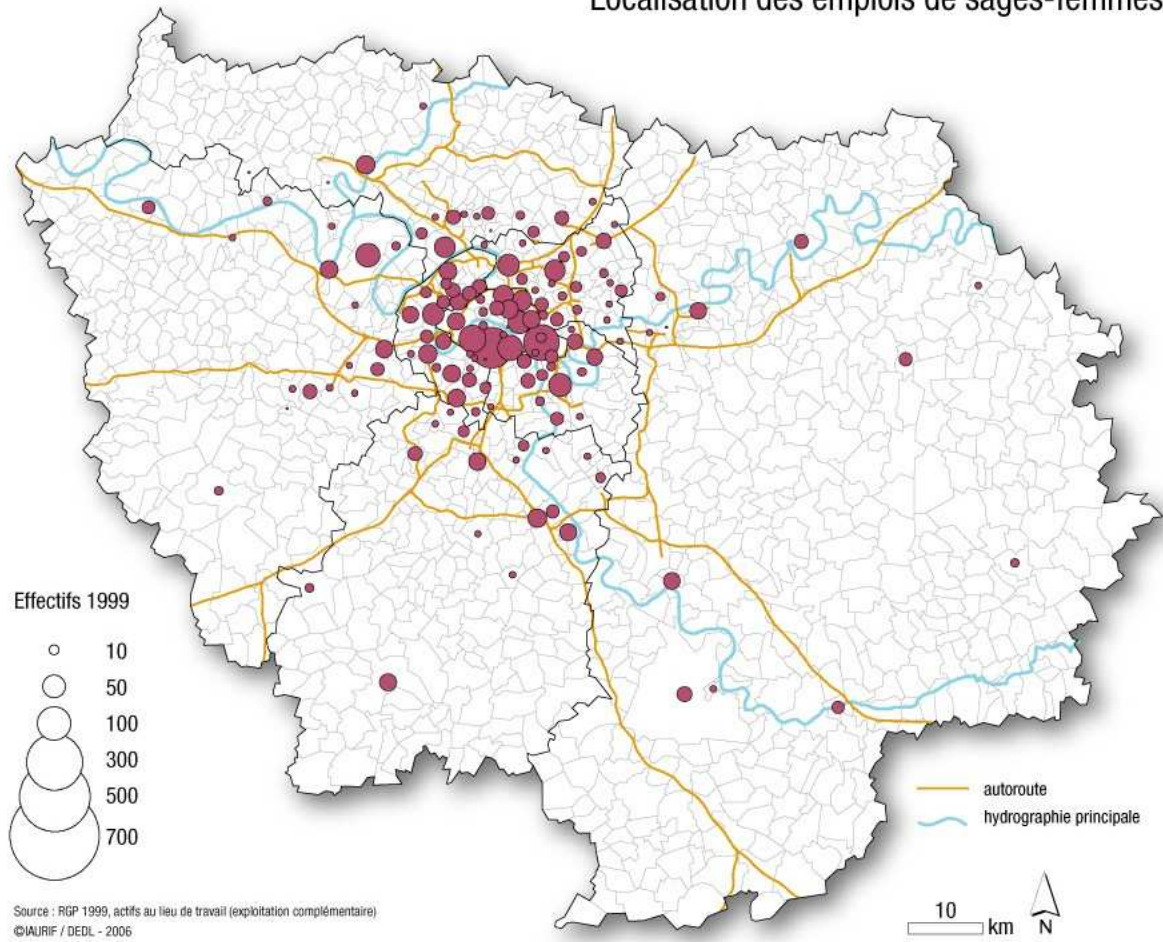 Localisation des emplois de sages-femmes
Effectifs 1999
10
50
100
300
500
700
autoroute
hydrographie principale
10 km
N
Source : RGP 1999, actifs au lieu de travail (exploitation complémentaire)
©IAURIF / DEDL - 2006